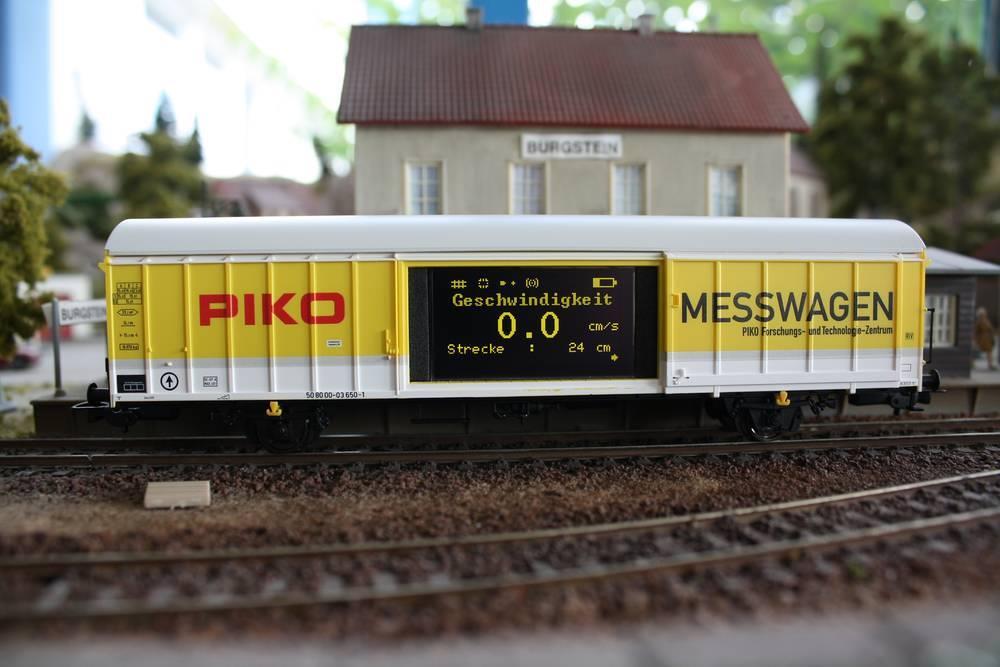 BURGSTEIN
BURGSTEIN
PIKO
Geschwindigkeit
0.0 cm/s
Strecke : 24 cm
MESSWAGEN
PIKO Forschungs- und Technologie-Zentrum
50 80 00-03 650-1